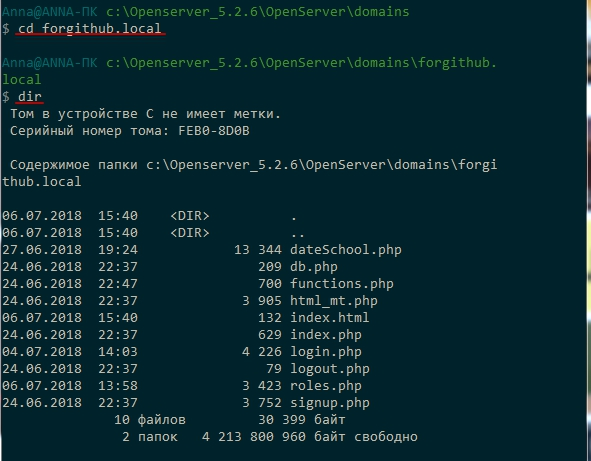 Anna@ANNA-ПК c:\Openserver_5.2.6\OpenServer\domains
$ cd forgithub.local
Anna@ANNA-ПК c:\Openserver_5.2.6\OpenServer\domains\forgithub.
local
$ dir
Том в устройстве C не имеет метки.
Серийный номер тома: FEB0-8D0B
Содержимое папки c:\Openserver_5.2.6\OpenServer\domains\forgi
thub.local
06.07.2018  15:40    <DIR>          .
06.07.2018  15:40    <DIR>          ..
27.06.2018  19:24            13 344 dateSchool.php
24.06.2018  22:37               209 db.php
24.06.2018  22:47               700 functions.php
24.06.2018  22:37             3 905 html_mt.php
06.07.2018  15:40               132 index.html
24.06.2018  22:37               629 index.php
04.07.2018  14:03             4 226 login.php
24.06.2018  22:37                79 logout.php
06.07.2018  13:58             3 423 roles.php
24.06.2018  22:37             3 752 signup.php
10 файлов         30 399 байт
2 папок   4 213 800 960 байт свободно